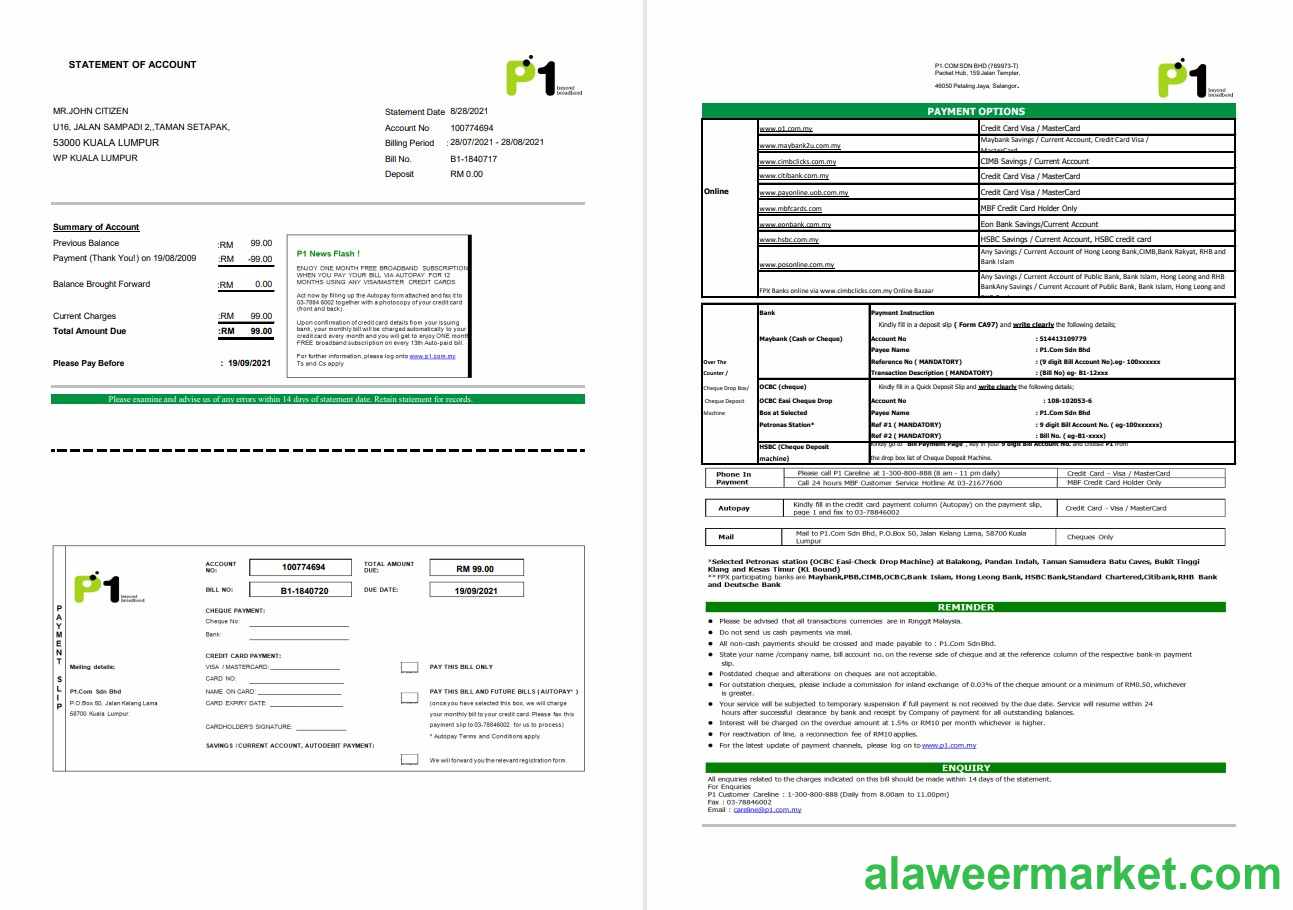 STATEMENT OF ACCOUNT
P1
beyond
broadband
MR.JOHN CITIZEN
U16, JALAN SAMPADI 2,,TAMAN SETAPAK,
53000 KUALA LUMPUR
WP KUALA LUMPUR
Statement Date 8/28/2021
Account No 100774694
Billing Period : 28/07/2021 - 28/08/2021
Bill No. B1-1840717
Deposit RM 0.00
Summary of Account
Previous Balance :RM 99.00
Payment (Thank You!) on 19/08/2009 :RM -99.00
Balance Brought Forward :RM 0.00
Current Charges :RM 99.00
Total Amount Due :RM 99.00
Please Pay Before : 19/09/2021
P1 News Flash !
ENJOY ONE MONTH FREE BROADBAND SUBSCRIPTION
WHEN YOU PAY YOUR BILL VIA AUTOPAY FOR 12
MONTHS USING ANY VISA/MASTER CREDIT CARDS
Act now by filling up the Autopay form attached and fax it to
03-7884 6002 together with a photocopy of your credit card
(front and back).
Upon confirmation of credit card details from your issuing
bank, your monthly bill will be charged automatically to your
credit card every month and you will get to enjoy ONE month
FREE broadband subscription on every 13th Auto-paid bill.
For further information, please log onto www.p1.com.my.
Ts and Cs apply
Please examine and advise us of any errors within 14 days of statement date. Retain statement for records.
PAYMENT SLIP
P1
beyond
broadband
Mailing details:
P1.Com Sdn Bhd
P.O.Box 50, Jalan Kelang Lama
58700 Kuala Lumpur.
ACCOUNT NO: 100774694 TOTAL AMOUNT DUE: RM 99.00
BILL NO: B1-1840720 DUE DATE: 19/09/2021
CHEQUE PAYMENT:
Cheque No:
Bank:
CREDIT CARD PAYMENT:
VISA / MASTERCARD: PAY THIS BILL ONLY
CARD NO:
NAME ON CARD: PAY THIS BILL AND FUTURE BILLS (AUTOPAY* )
CARD EXPIRY DATE: (once you have selected this box, we will charge
your monthly bill to your credit card. Please fax this
CARDHOLDER'S SIGNATURE: payment slip to 03-78846002 for us to process)
* Autopay Terms and Conditions apply
SAVINGS /CURRENT ACCOUNT, AUTODEBIT PAYMENT:
We will forward you the relevant registration form.
P1.COM SDN BHD (769973-T)
Packet Hub, 159 Jalan Templer,
46050 Petaling Jaya, Selangor.
P1
beyond
broadband
PAYMENT OPTIONS
Online
www.p1.com.my Credit Card Visa / MasterCard
www.maybank2u.com.my Maybank Savings / Current Account, Credit Card Visa /
MasterCard
www.cimbclicks.com.my CIMB Savings / Current Account
www.citibank.com.my Credit Card Visa / MasterCard
www.payonline.uob.com.my Credit Card Visa / MasterCard
www.mbfcards.com MBF Credit Card Holder Only
www.eonbank.com.my Eon Bank Savings/Current Account
www.hsbc.com.my HSBC Savings / Current Account, HSBC credit card
www.posonline.com.my Any Savings / Current Account of Hong Leong Bank,CIMB,Bank Rakyat, RHB and
Bank Islam
FPX Banks online via www.cimbclicks.com.my Online Bazaar Any Savings / Current Account of Public Bank, Bank Islam, Hong Leong and RHB
BankAny Savings / Current Account of Public Bank, Bank Islam, Hong Leong and
Over The
Counter /
Cheque Drop Box/
Cheque Deposit
Machine
Bank Payment Instruction
Kindly fill in a deposit slip ( Form CA97) and write clearly the following details;
Maybank (Cash or Cheque) Account No : 514413109779
Payee Name : P1.Com Sdn Bhd
Reference No ( MANDATORY) : (9 digit Bill Account No).eg- 100xxxxxx
Transaction Description ( MANDATORY) : (Bill No) eg- B1-12xxx
OCBC (cheque) Kindly fill in a Quick Deposit Slip and write clearly the following details;
OCBC Easi Cheque Drop Account No : 108-102053-6
Box at Selected Payee Name : P1.Com Sdn Bhd
Petronas Station* Ref #1 ( MANDATORY) : 9 digit Bill Account No. ( eg-100xxxxxx)
Ref #2 ( MANDATORY) : Bill No. ( eg-B1-xxxx)
HSBC (Cheque Deposit Kindly go to "Bill Payment Page", key in your 9 digit Bill Account No. and choose P1 from
machine) the drop box list of Cheque Deposit Machine.
Phone In Payment
Please call P1 Careline at 1-300-800-888 (8 am - 11 pm daily) Credit Card - Visa / MasterCard
Call 24 hours MBF Customer Service Hotline At 03-21677600 MBF Credit Card Holder Only
Autopay Kindly fill in the credit card payment column (Autopay) on the payment slip,
page 1 and fax to 03-78846002 Credit Card - Visa / MasterCard
Mail Mail to P1.Com Sdn Bhd, P.O.Box 50, Jalan Kelang Lama, 58700 Kuala
Lumpur Cheques Only
*Selected Petronas station (OCBC Easi-Check Drop Machine) at Balakong, Pandan Indah, Taman Samudera Batu Caves, Bukit Tinggi
Klang and Kesas Timur (KL Bound)
** FPX participating banks are Maybank,PBB,CIMB,OCBC,Bank Islam, Hong Leong Bank, HSBC Bank,Standard Chartered,Citibank,RHB Bank
and Deutsche Bank
REMINDER
● Please be advised that all transactions currencies are in Ringgit Malaysia.
● Do not send us cash payments via mail.
● All non-cash payments should be crossed and made payable to : P1.Com Sdn Bhd.
● State your name /company name, bill account no, on the reverse side of cheque and at the reference column of the respective bank-in payment
slip.
● Postdated cheque and alterations on cheques are not acceptable.
● For outstation cheques, please include a commission for inland exchange of 0.03% of the cheque amount or a minimum of RM0.50, whichever
is greater.
● Your service will be subjected to temporary suspension if full payment is not received by the due date. Service will resume within 24
hours after successful clearance by bank and receipt by Company of payment for all outstanding balances.
● Interest will be charged on the overdue amount at 1.5% or RM10 per month whichever is higher.
● For reactivation of line, a reconnection fee of RM10 applies.
● For the latest update of payment channels, please log on to www.p1.com.my
ENQUIRY
All enquiries related to the charges indicated on this bill should be made within 14 days of the statement.
For Enquiries
P1 Customer Careline : 1-300-800-888 (Daily from 8.00am to 11.00pm)
Fax : 03-78846002
Email : careline@p1.com.my
alaweermarket.com